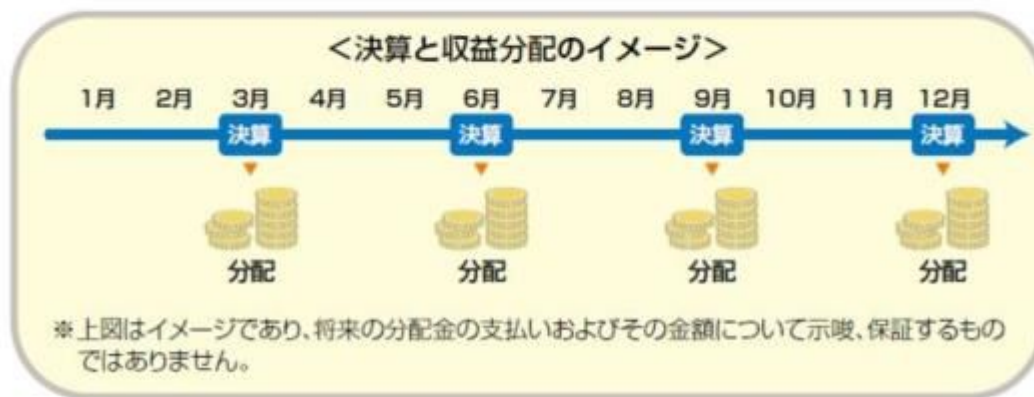 ＜決算と収益分配のイメージ＞
1月 2月 3月 4月 5月 6月 7月 8月 9月 10月 11月 12月
決算 決算 決算 決算
分配 分配 分配 分配
※上図はイメージであり、将来の分配金の支払いおよびその金額について示唆、保証するもの
ではありません。